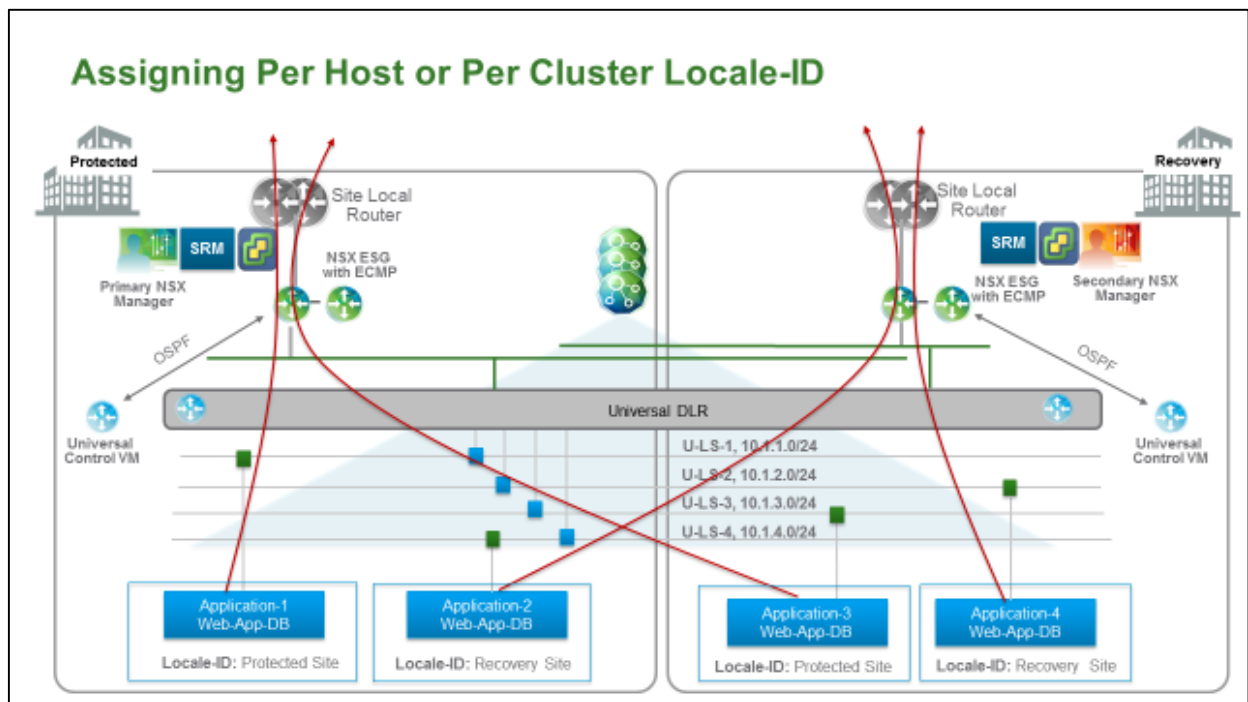 Assigning Per Host or Per Cluster Locale-ID
Protected
Site Local
Router
SRM
NSX ESG
with ECMP
Primary NSX
Manager
OSPF
Universal
Control VM
Recovery
Site Local
Router
SRM
NSX ESG
with ECMP
Secondary NSX
Manager
OSPF
Universal
Control VM
Universal DLR
U-LS-1, 10.1.1.0/24
U-LS-2, 10.1.2.0/24
U-LS-3, 10.1.3.0/24
U-LS-4, 10.1.4.0/24
Application-1
Web-App-DB
Locale-ID: Protected Site
Application-2
Web-App-DB
Locale-ID: Recovery Site
Application-3
Web-App-DB
Locale-ID: Protected Site
Application-4
Web-App-DB
Locale-ID: Recovery Site